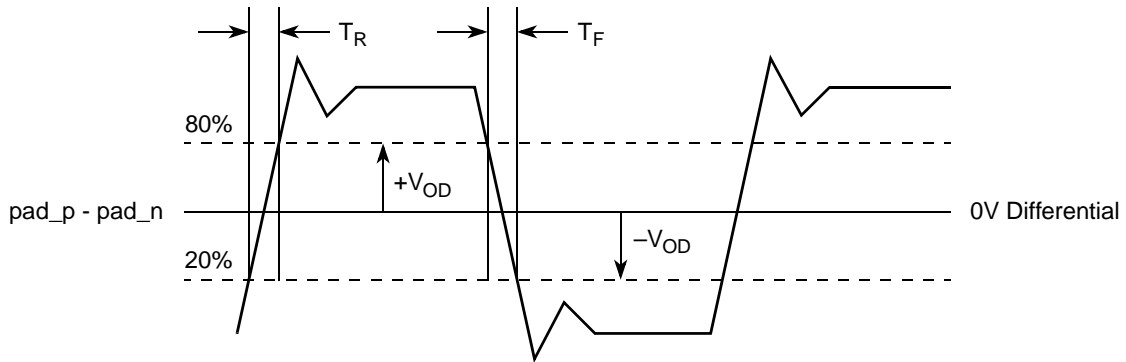 T_R
T_F
80%
+V_OD
pad_p - pad_n
0V Differential
–V_OD
20%